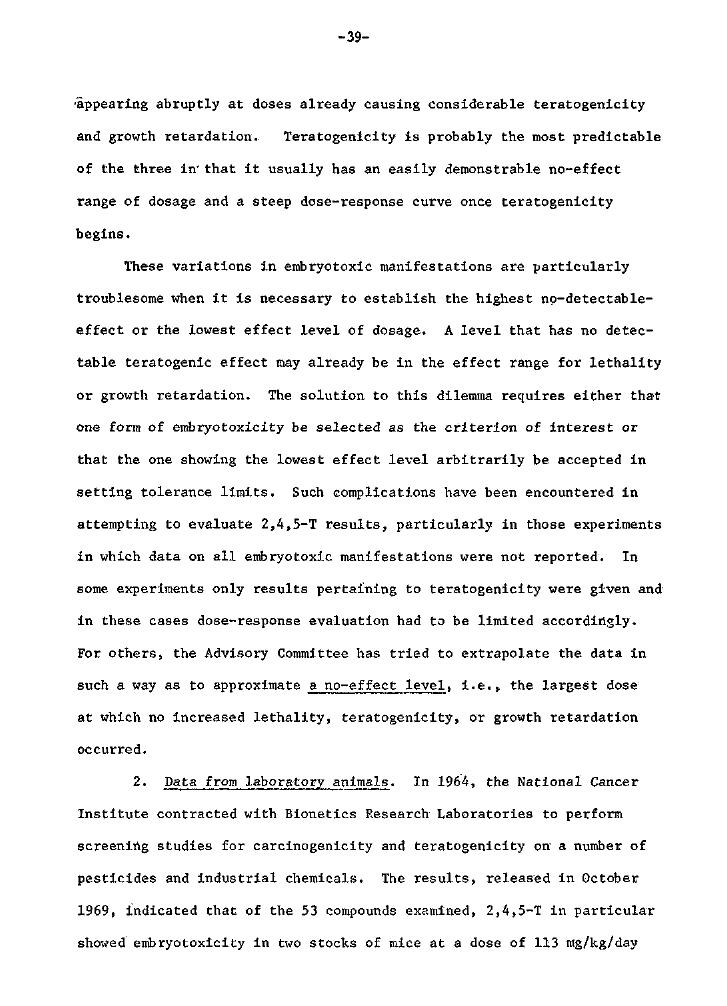 -39-
appearing abruptly at doses already causing considerable teratogenicity
and growth retardation. Teratogenicity is probably the most predictable
of the three in that it usually has an easily demonstrable no-effect
range of dosage and a steep dose-response curve once teratogenicity
begins.
These variations in embryotoxic manifestations are particularly
troublesome when it is necessary to establish the highest no-detectable-
effect or the lowest effect level of dosage. A level that has no detec-
table teratogenic effect may already be in the effect range for lethality
or growth retardation. The solution to this dilemma requires either that
one form of embryotoxicity be selected as the criterion of interest or
that the one showing the lowest effect level arbitrarily be accepted in
setting tolerance limits. Such complications have been encountered in
attempting to evaluate 2,4,5-T results, particularly in those experiments
in which data on all embryotoxic manifestations were not reported. In
some experiments only results pertaining to teratogenicity were given and
in these cases dose-response evaluation had to be limited accordingly.
For others, the Advisory Committee has tried to extrapolate the data in
such a way as to approximate a no-effect level, i.e., the largest dose
at which no increased lethality, teratogenicity, or growth retardation
occurred.
2. Data from laboratory animals. In 1964, the National Cancer
Institute contracted with Bionetics Research Laboratories to perform
screening studies for carcinogenicity and teratogenicity on a number of
pesticides and industrial chemicals. The results, released in October
1969, indicated that of the 53 compounds examined, 2,4,5-T in particular
showed embryotoxicity in two stocks of mice at a dose of 113 mg/kg/day